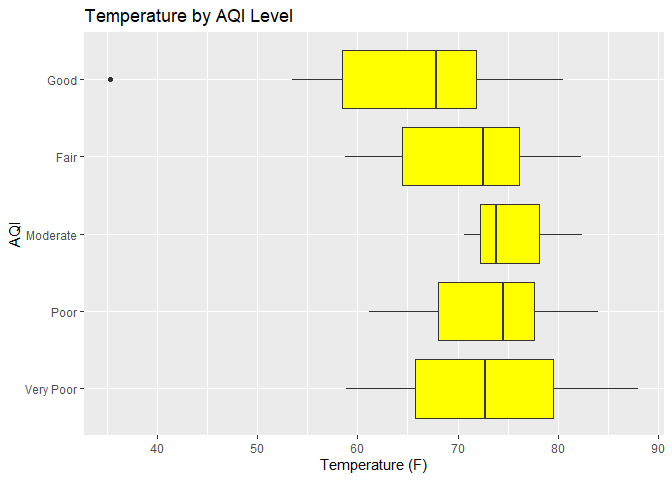 Temperature by AQI Level
AQI
Good
Fair
Moderate
Poor
Very Poor
40 50 60 70 80 90
Temperature (F)